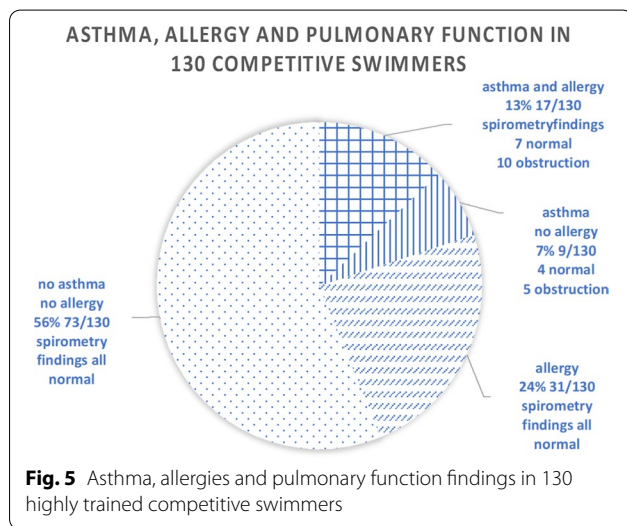 ASTHMA, ALLERGY AND PULMONARY FUNCTION IN
130 COMPETITIVE SWIMMERS
asthma and allergy
13% 17/130
spirometryfindings
7 normal
10 obstruction
asthma
no allergy
7% 9/130
4 normal
5 obstruction
no asthma
no allergy
56% 73/130
spirometry
findings all
normal
allergy
24% 31/130
spirometry
findings all
normal
Fig. 5 Asthma, allergies and pulmonary function findings in 130
highly trained competitive swimmers